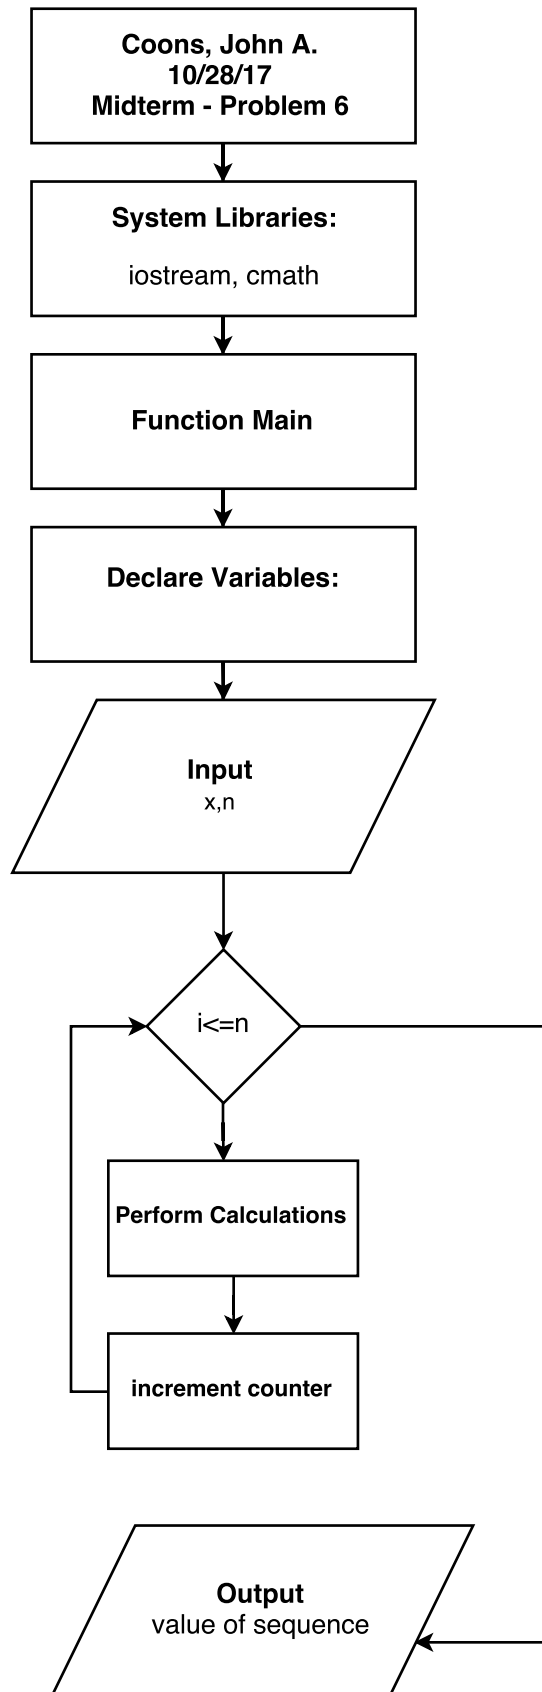 Coons, John A.
10/28/17
Midterm - Problem 6
System Libraries:
iostream, cmath
Function Main
Declare Variables:
Input
x,n
i<=n
Perform Calculations
increment counter
Output
value of sequence